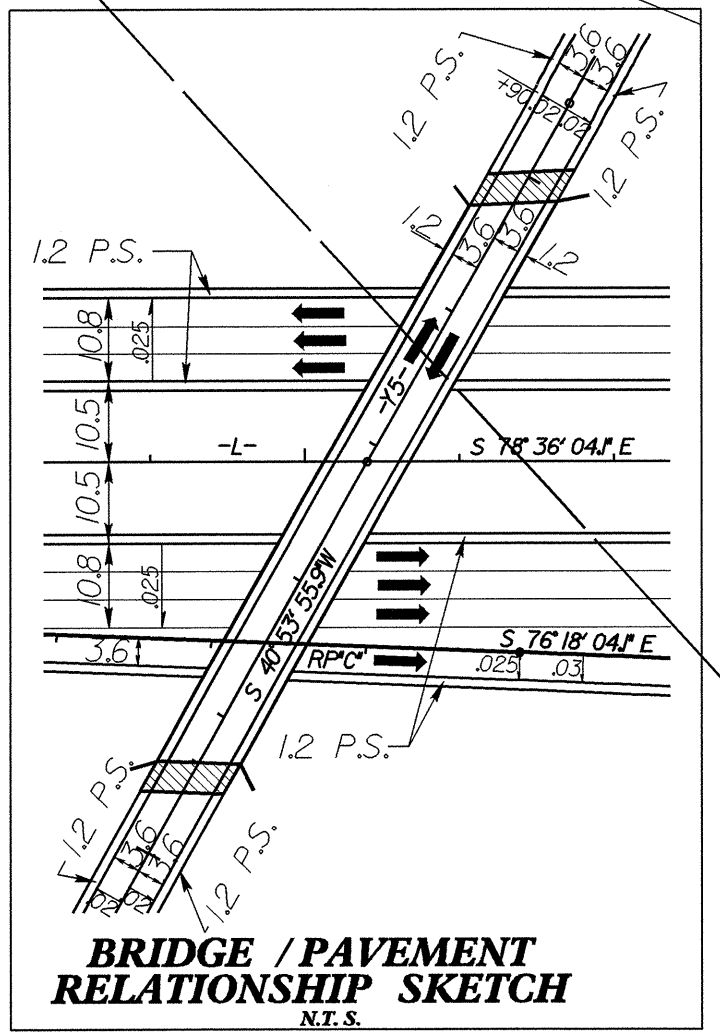 3.6
3.6
1.2 P.S.
+90
.02
.02
1.2 P.S.
1.2
3.6
3.6
1.2
1.2 P.S.
10.8
.025
-Y5-
10.5
-L-
S 78° 36' 04.1" E
10.5
10.8
.025
S 40° 53' 55.9" W
S 76° 18' 04.1" E
3.6
RP"C"
.025
.03
1.2 P.S.
1.2 P.S.
3.6
3.6
1.2 P.S.
.02
.02
BRIDGE / PAVEMENT
RELATIONSHIP SKETCH
N.T.S.